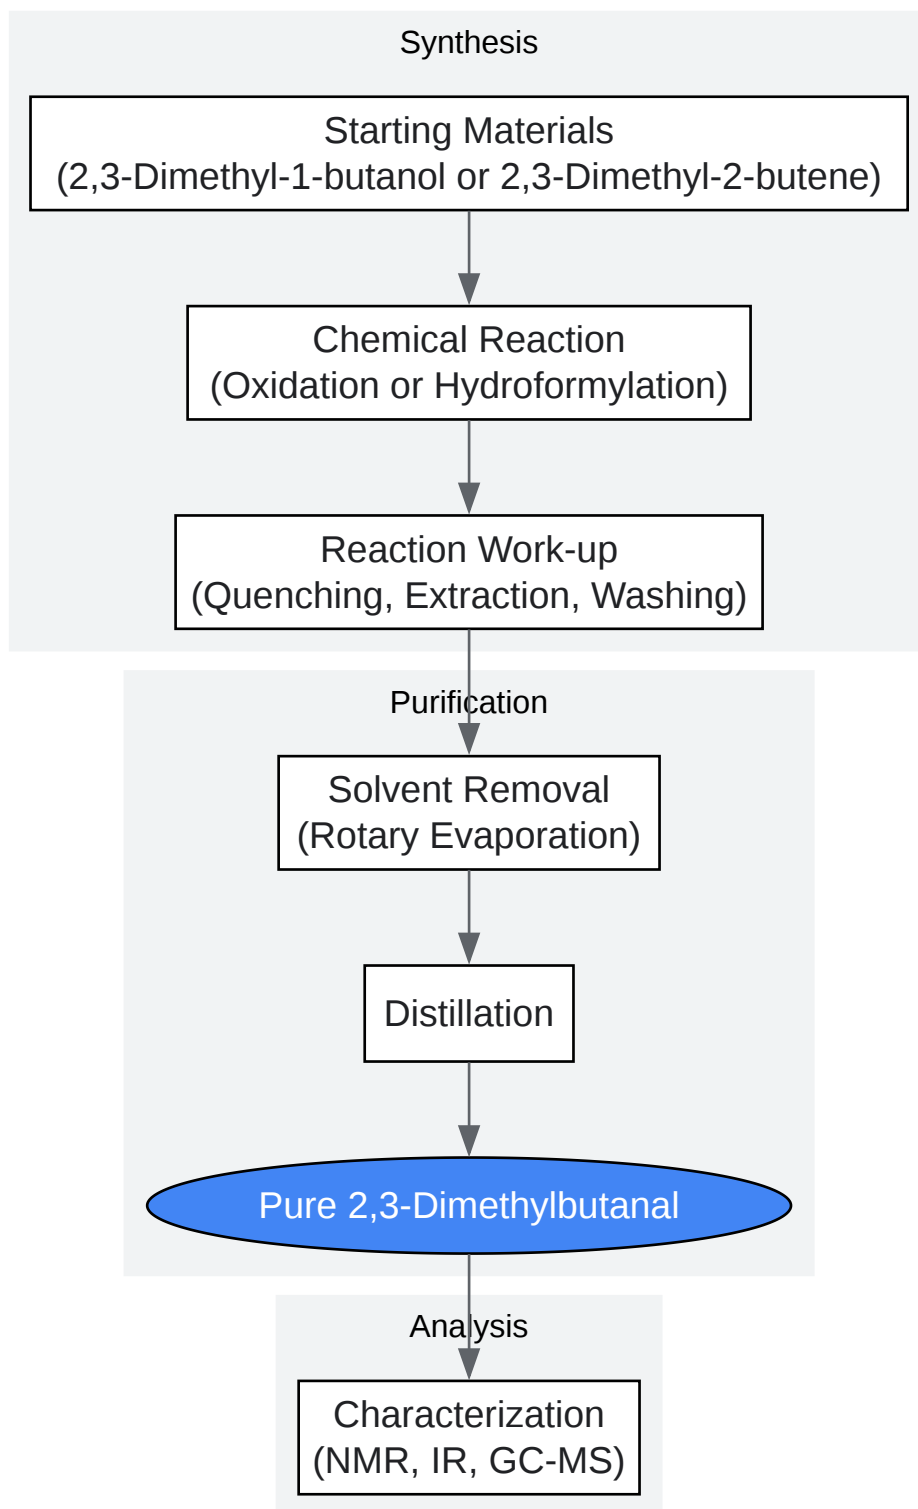 Synthesis
Starting Materials
(2,3-Dimethyl-1-butanol or 2,3-Dimethyl-2-butene)
Chemical Reaction
(Oxidation or Hydroformylation)
Reaction Work-up
(Quenching, Extraction, Washing)
Purification
Solvent Removal
(Rotary Evaporation)
Distillation
Pure 2,3-Dimethylbutanal
Analysis
Characterization
(NMR, IR, GC-MS)